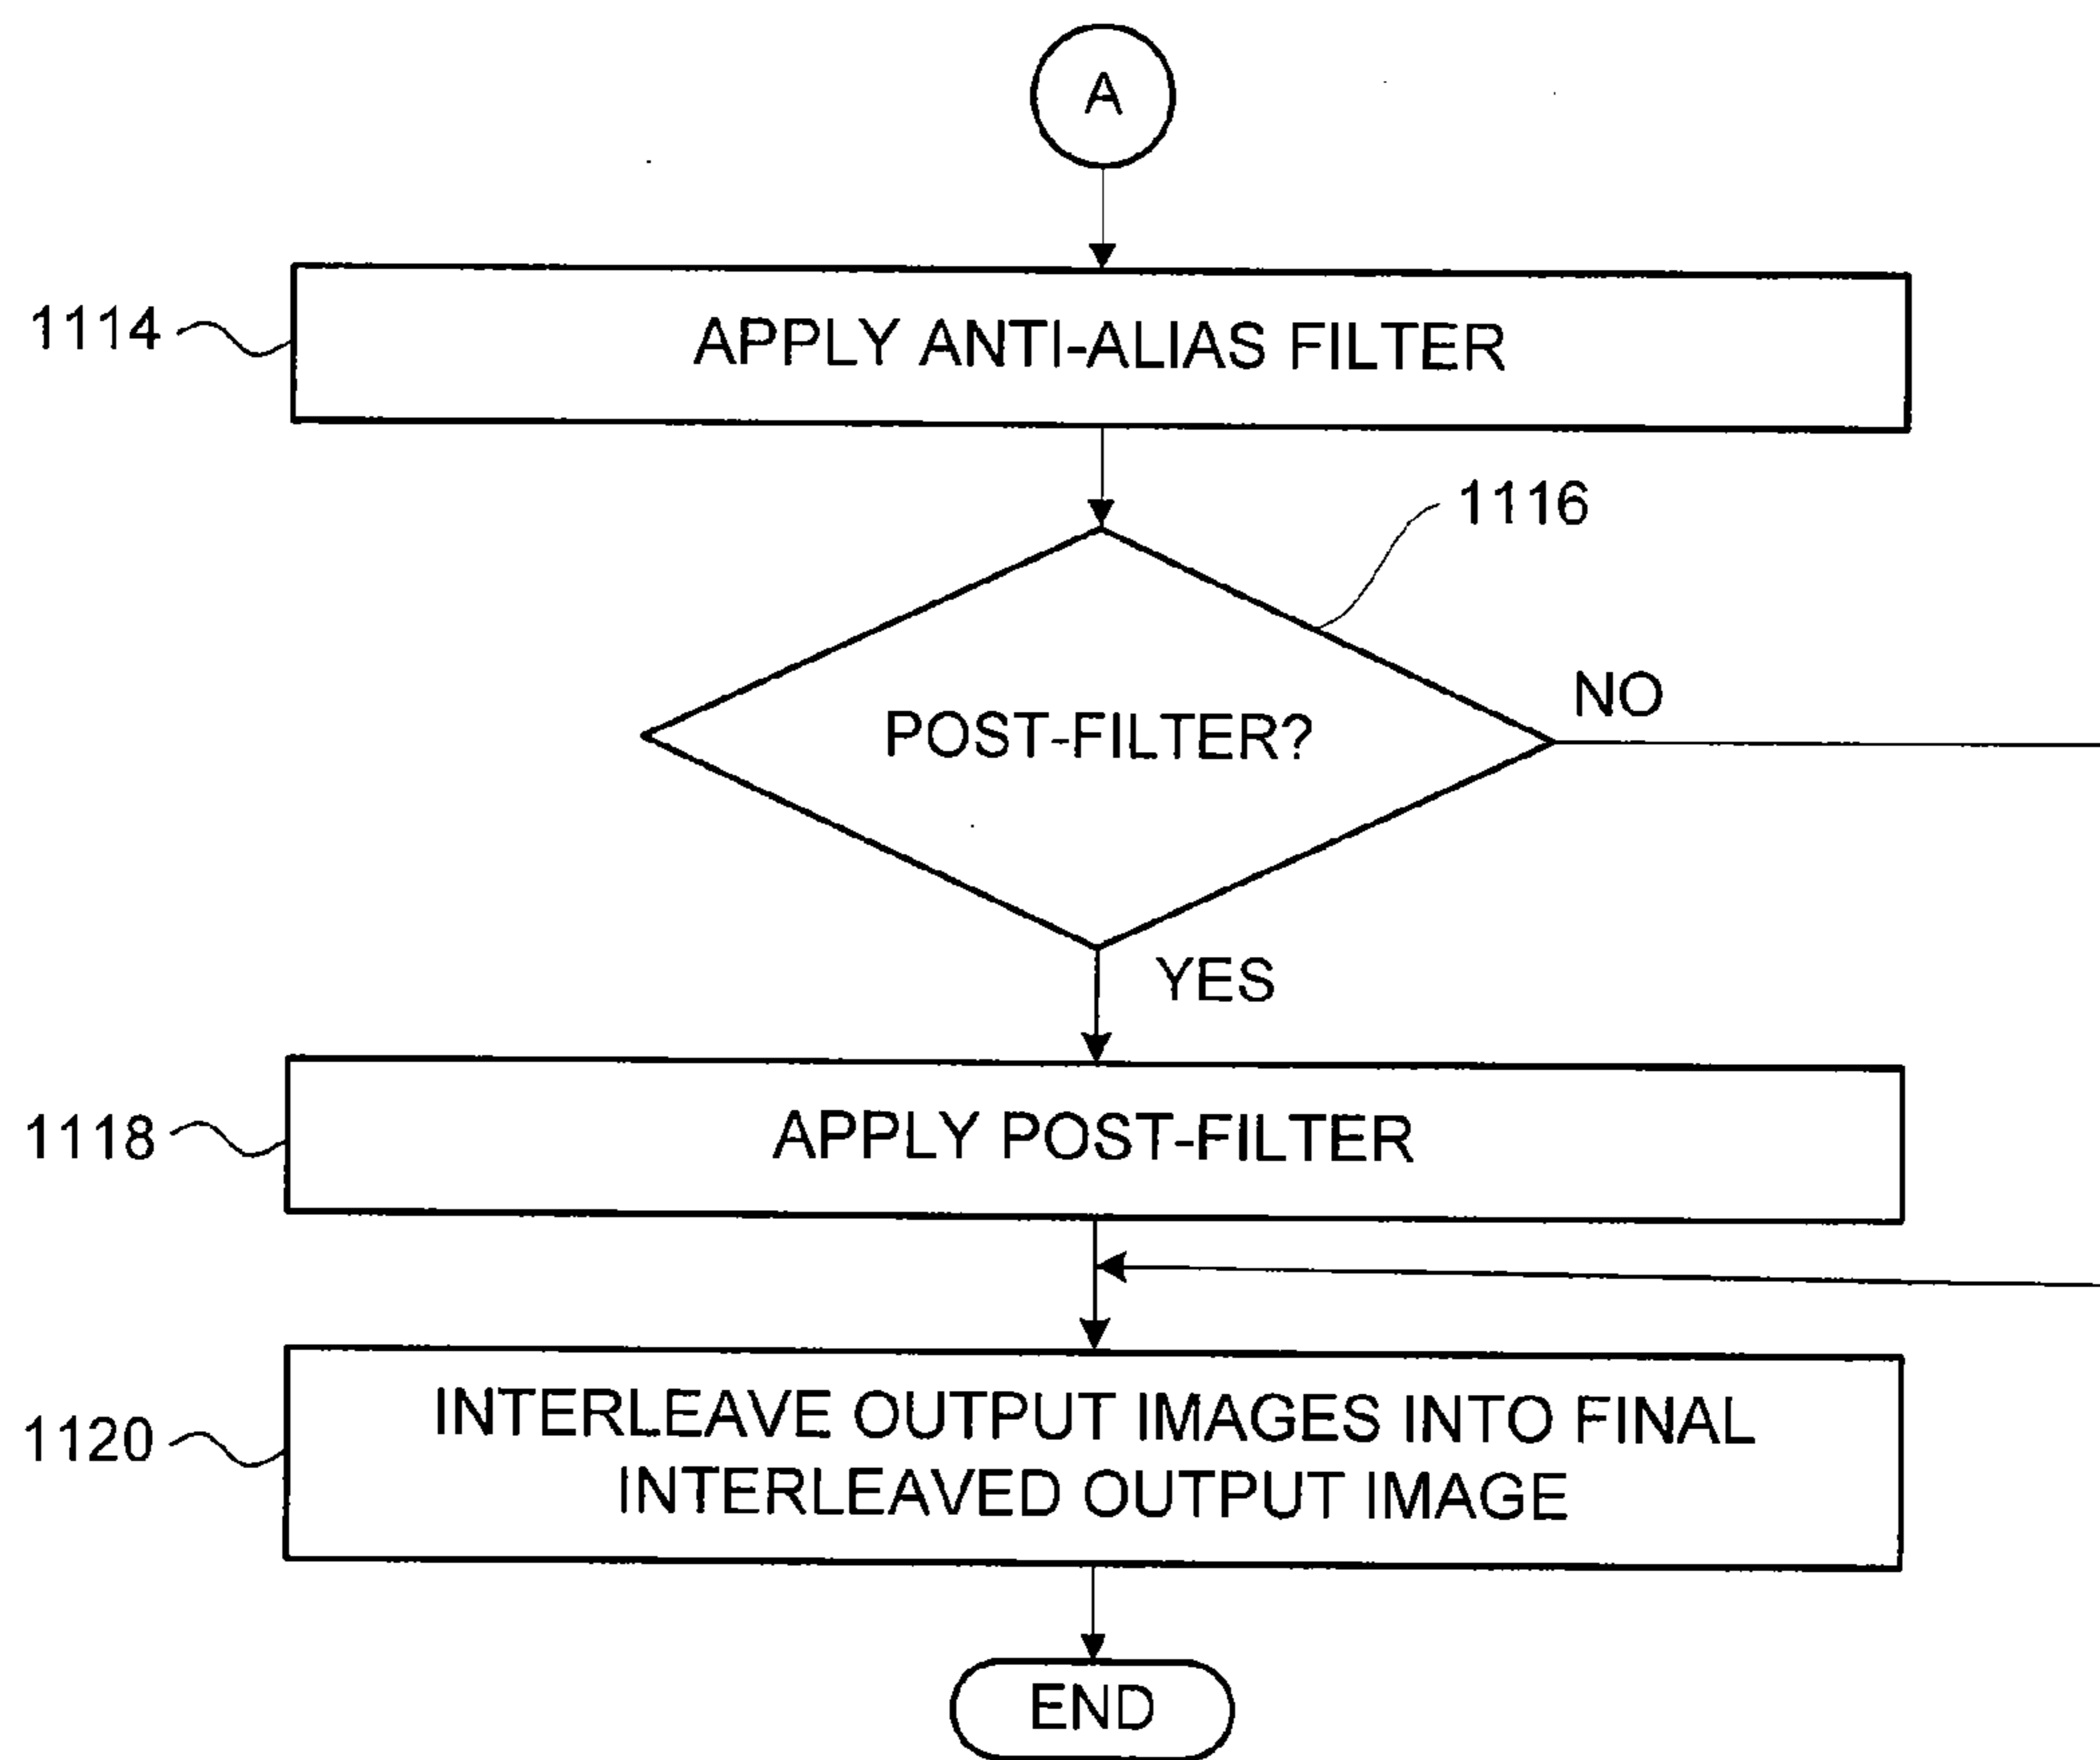 A
1114
APPLY ANTI-ALIAS FILTER
1116
POST-FILTER?
NO
YES
1118
APPLY POST-FILTER
1120
INTERLEAVE OUTPUT IMAGES INTO FINAL
INTERLEAVED OUTPUT IMAGE
END